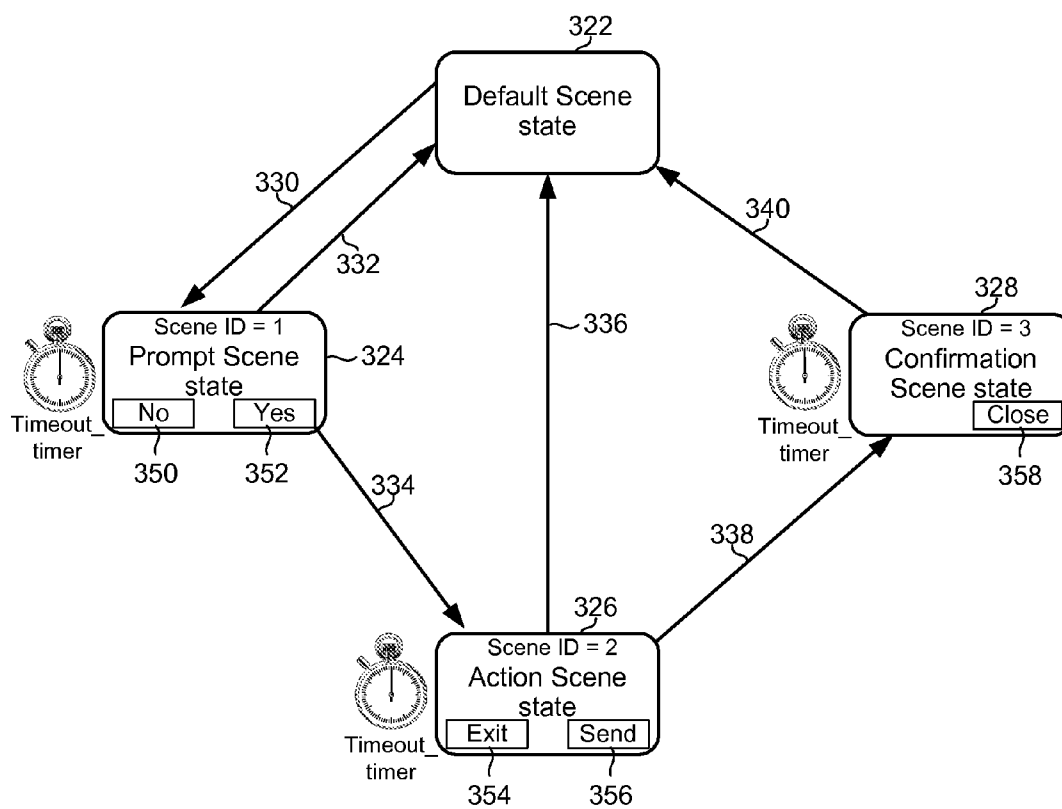 322
Default Scene
state
330
332
340
336
Scene ID = 1
Prompt Scene
state
No
Yes
324
Timeout_
timer
350
352
328
Scene ID = 3
Confirmation
Scene state
Close
Timeout_
timer
358
334
338
326
Scene ID = 2
Action Scene
state
Exit
Send
Timeout_
timer
354
356